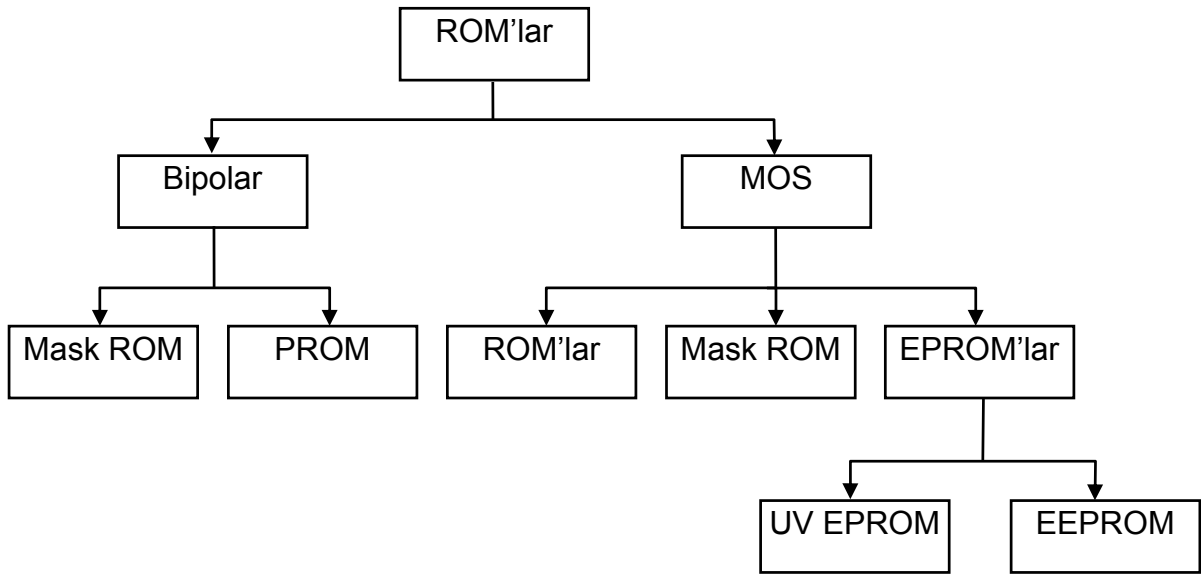 ROM’lar
Bipolar
MOS
Mask ROM
PROM
ROM’lar
Mask ROM
EPROM’lar
UV EPROM
EEPROM